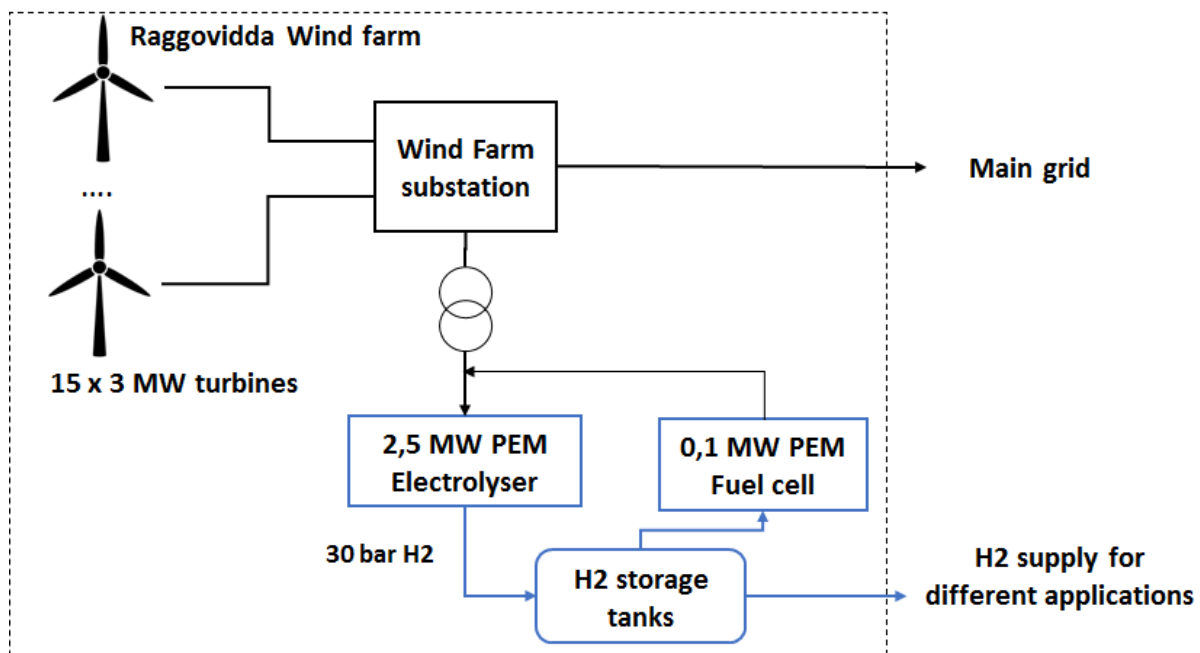 Raggovidda Wind farm
Wind Farm
substation
Main grid
....
15 x 3 MW turbines
2,5 MW PEM
Electrolyser
0,1 MW PEM
Fuel cell
30 bar H2
H2 storage
tanks
H2 supply for
different applications